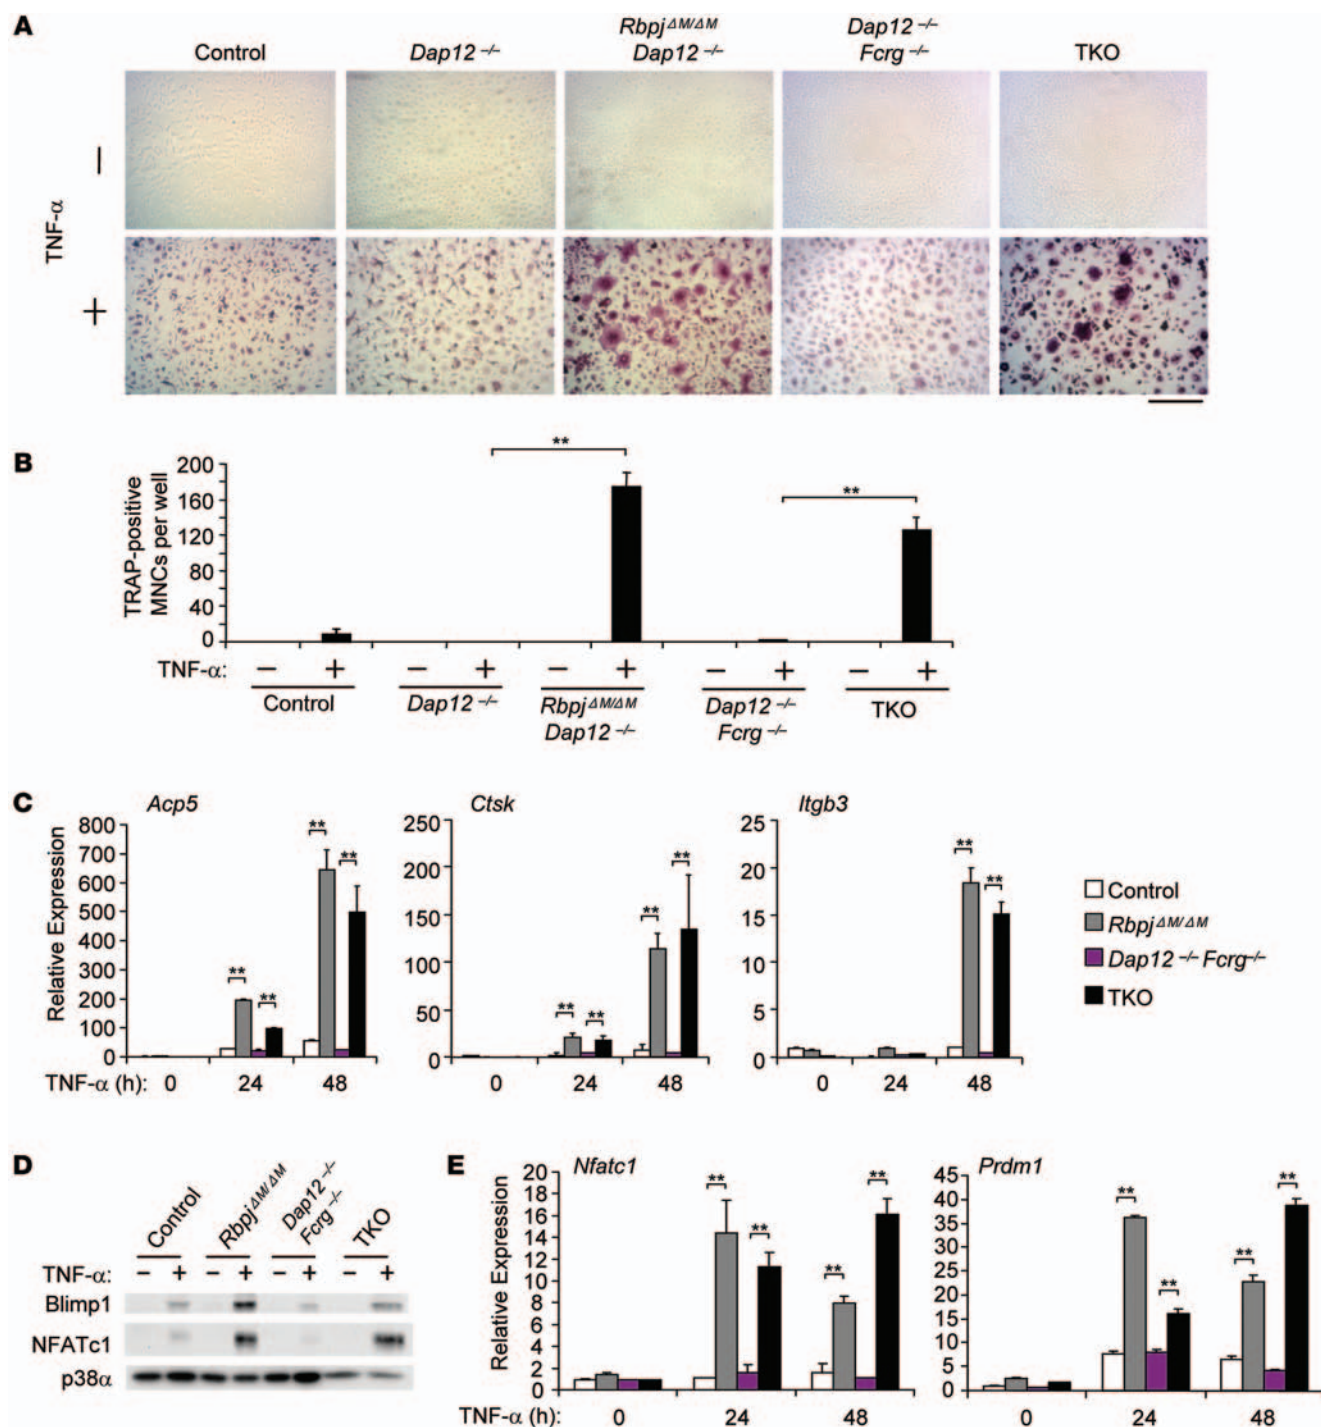 A
Control
Dap12 –/–
Rbpj ΔM/ΔM
Dap12 –/–
Dap12 –/–
Fcrg –/–
TKO
TNF-α
–
+
B
TRAP-positive
MNCs per well
200
160
120
80
40
0
**
**
TNF-α: – + – + – + – + – +
Control
Dap12 –/–
Rbpj ΔM/ΔM
Dap12 –/–
Dap12 –/–
Fcrg –/–
TKO
C
Relative Expression
Acp5
800
700
600
500
400
300
200
100
0
** ** ** **
TNF-α (h): 0 24 48
Ctsk
250
200
150
100
50
0
** ** ** **
0 24 48
Itgb3
25
20
15
10
5
0
** **
0 24 48
Control
Rbpj ΔM/ΔM
Dap12 –/– Fcrg –/–
TKO
D
Control
Rbpj ΔM/ΔM
Dap12 –/–
Fcrg –/–
TKO
TNF-α: – + – + – + – +
Blimp1
NFATc1
p38α
E
Relative Expression
Nfatc1
20
18
16
14
12
10
8
6
4
2
0
** ** ** **
TNF-α (h): 0 24 48
Prdm1
45
40
35
30
25
20
15
10
5
0
** ** ** **
0 24 48